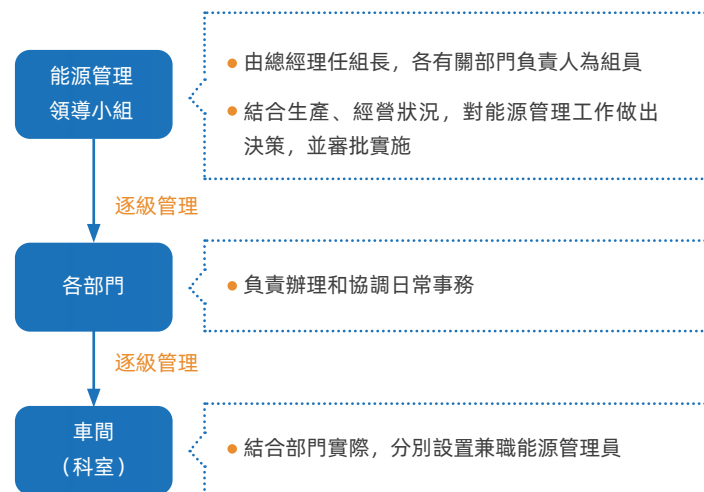 能源管理
領導小組
由總經理任組長，各有關部門負責人為組員
結合生產、經營狀況，對能源管理工作做出
決策，並審批實施
逐級管理
各部門
負責辦理和協調日常事務
逐級管理
車間
（科室）
結合部門實際，分別設置兼職能源管理員